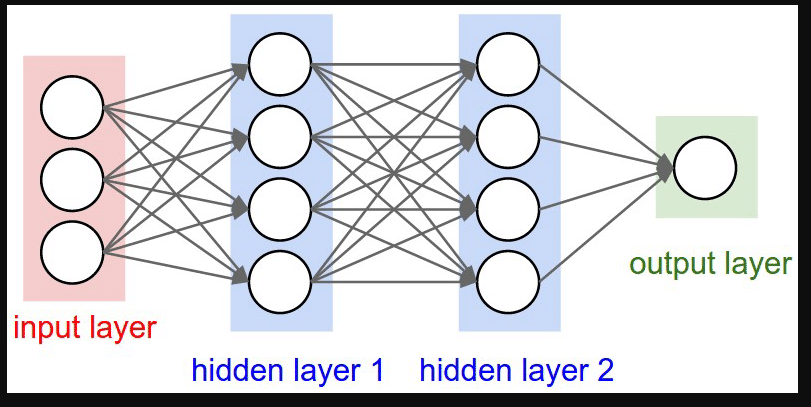 input layer
hidden layer 1
hidden layer 2
output layer